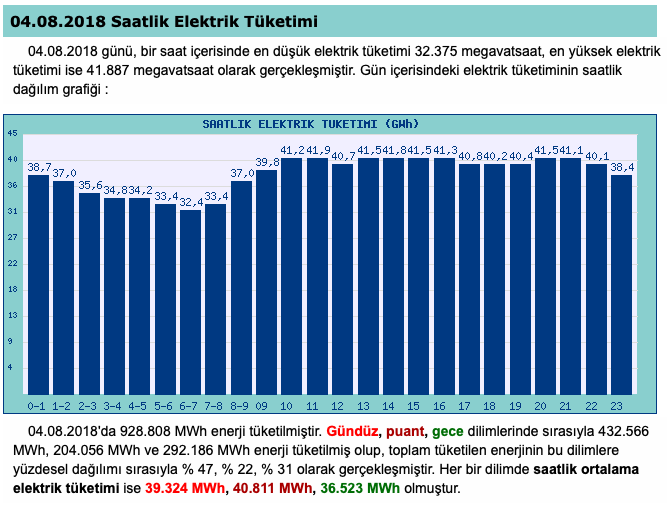 04.08.2018 Saatlik Elektrik Tüketimi
04.08.2018 günü, bir saat içerisinde en düşük elektrik tüketimi 32.375 megavatsaat, en yüksek elektrik
tüketimi ise 41.887 megavatsaat olarak gerçekleşmiştir. Gün içerisindeki elektrik tüketiminin saatlik
dağılım grafiği :
SAATLIK ELEKTRIK TUKETIMI (GWh)
45
40
36
31
27
22
18
13
9
4
38,7 37,0 35,6 34,8 34,2 33,4 32,4 33,4 37,0 39,8 41,2 41,9 40,7 41,5 41,8 41,5 41,3 40,8 40,2 40,4 41,5 41,1 40,1 38,4
0-1 1-2 2-3 3-4 4-5 5-6 6-7 7-8 8-9 09 10 11 12 13 14 15 16 17 18 19 20 21 22 23
04.08.2018'da 928.808 MWh enerji tüketilmiştir. Gündüz, puant, gece dilimlerinde sırasıyla 432.566
MWh, 204.056 MWh ve 292.186 MWh enerji tüketilmiş olup, toplam tüketilen enerjinin bu dilimlere
yüzdesel dağılımı sırasıyla % 47, % 22, % 31 olarak gerçekleşmiştir. Her bir dilimde saatlik ortalama
elektrik tüketimi ise 39.324 MWh, 40.811 MWh, 36.523 MWh olmuştur.